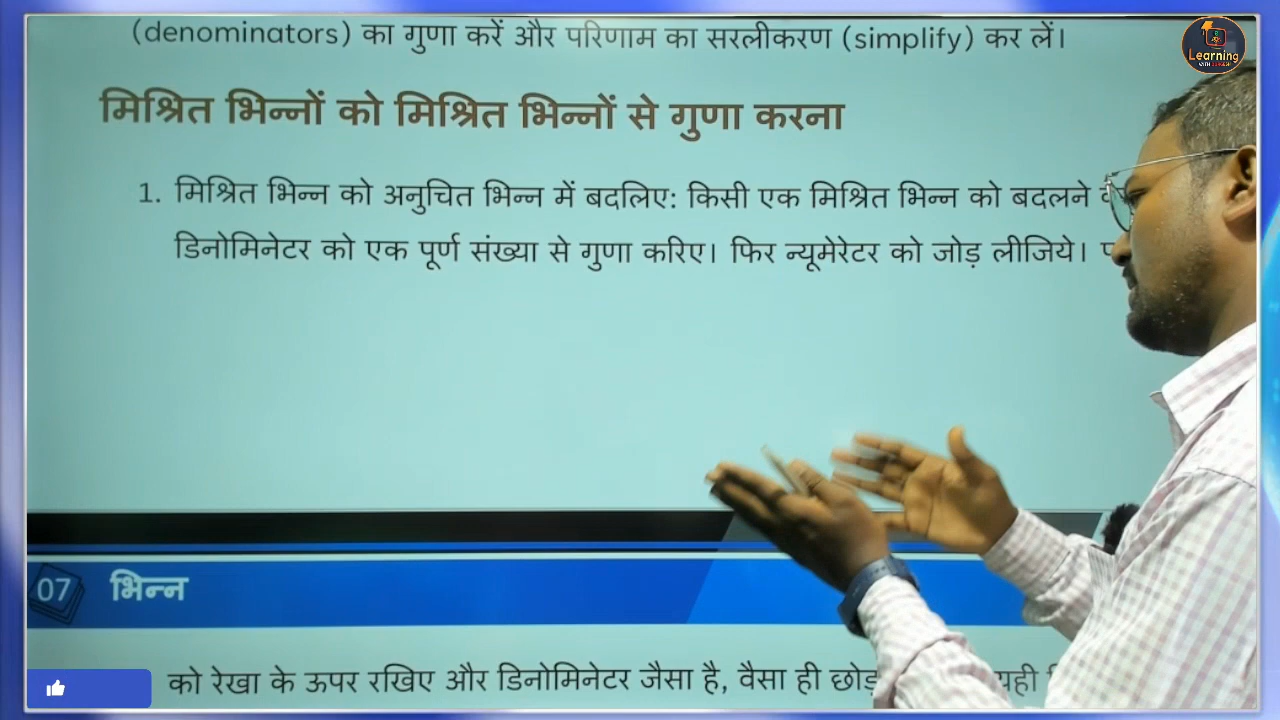 (denominators) का गुणा करें और परिणाम का सरलीकरण (simplify) कर लें।
मिश्रित भिन्नों को मिश्रित भिन्नों से गुणा करना
1. मिश्रित भिन्न को अनुचित भिन्न में बदलिए: किसी एक मिश्रित भिन्न को बदलने
डिनोमिनेटर को एक पूर्ण संख्या से गुणा करिए। फिर न्यूमेरेटर को जोड़ लीजिये।
07 भिन्न
को रेखा के ऊपर रखिए और डिनोमिनेटर जैसा है, वैसा ही
Learning